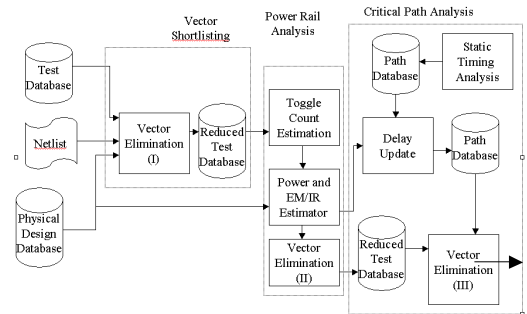 Vector
Shortlisting
Power Rail
Analysis
Critical Path Analysis
Test
Database
Netlist
Physical
Design
Database
Vector
Elimination
(I)
Reduced
Test
Database
Toggle
Count
Estimation
Power and
EM/IR
Estimator
Vector
Elimination
(II)
Path
Database
Static
Timing
Analysis
Delay
Update
Path
Database
Reduced
Test
Database
Vector
Elimination
(III)